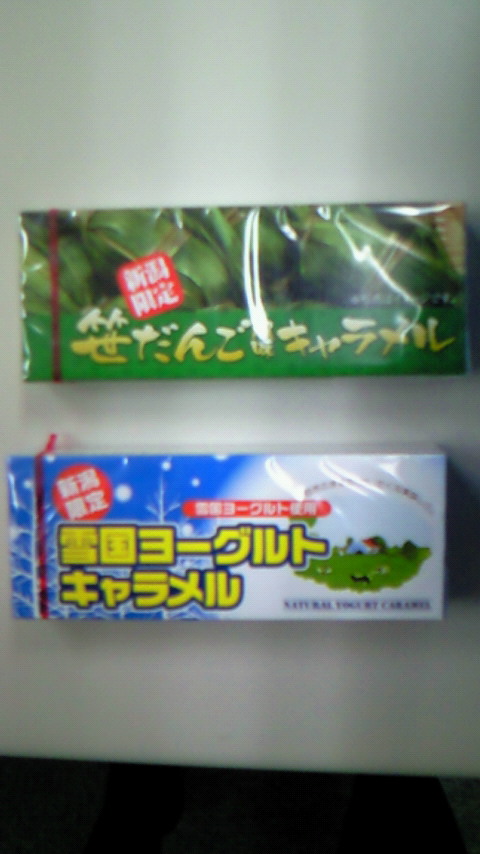 新潟
限定
笹だんご風味キャラメル
新潟
限定
雪国ヨーグルト使用
雪国ヨーグルト
キャラメル
NATURAL YOGURT CARAMEL